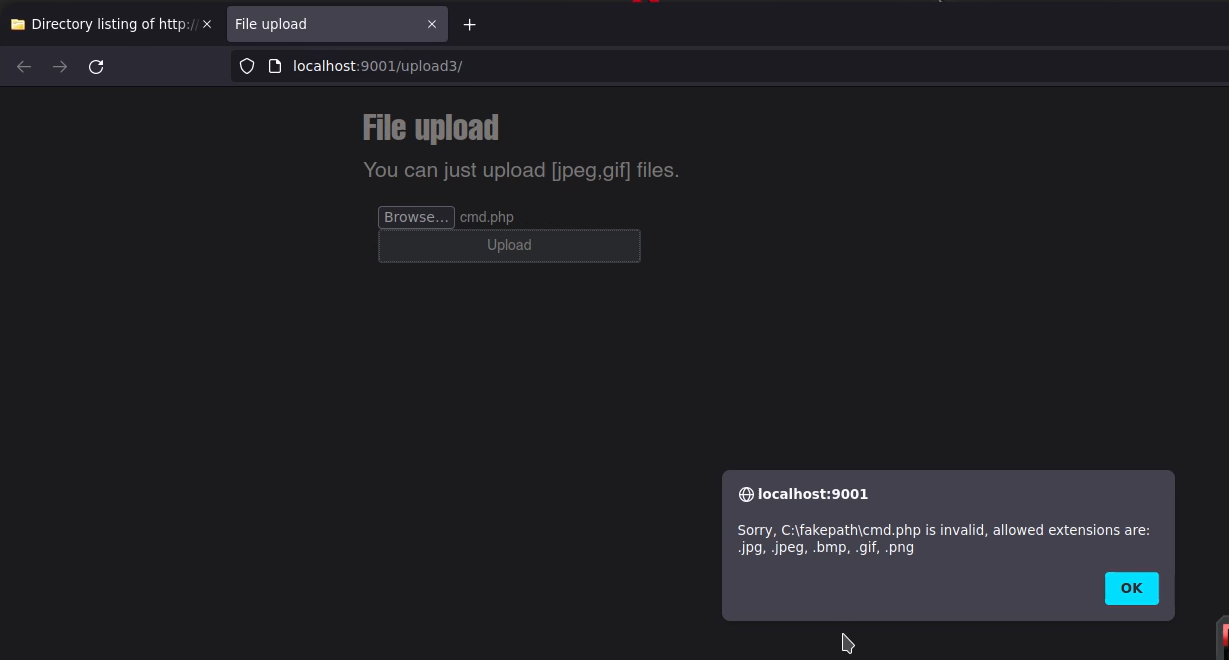 Directory listing of http://
File upload
localhost:9001/upload3/
File upload
You can just upload [jpeg,gif] files.
Browse... cmd.php
Upload
localhost:9001
Sorry, C:\fakepath\cmd.php is invalid, allowed extensions are:
.jpg, .jpeg, .bmp, .gif, .png
OK